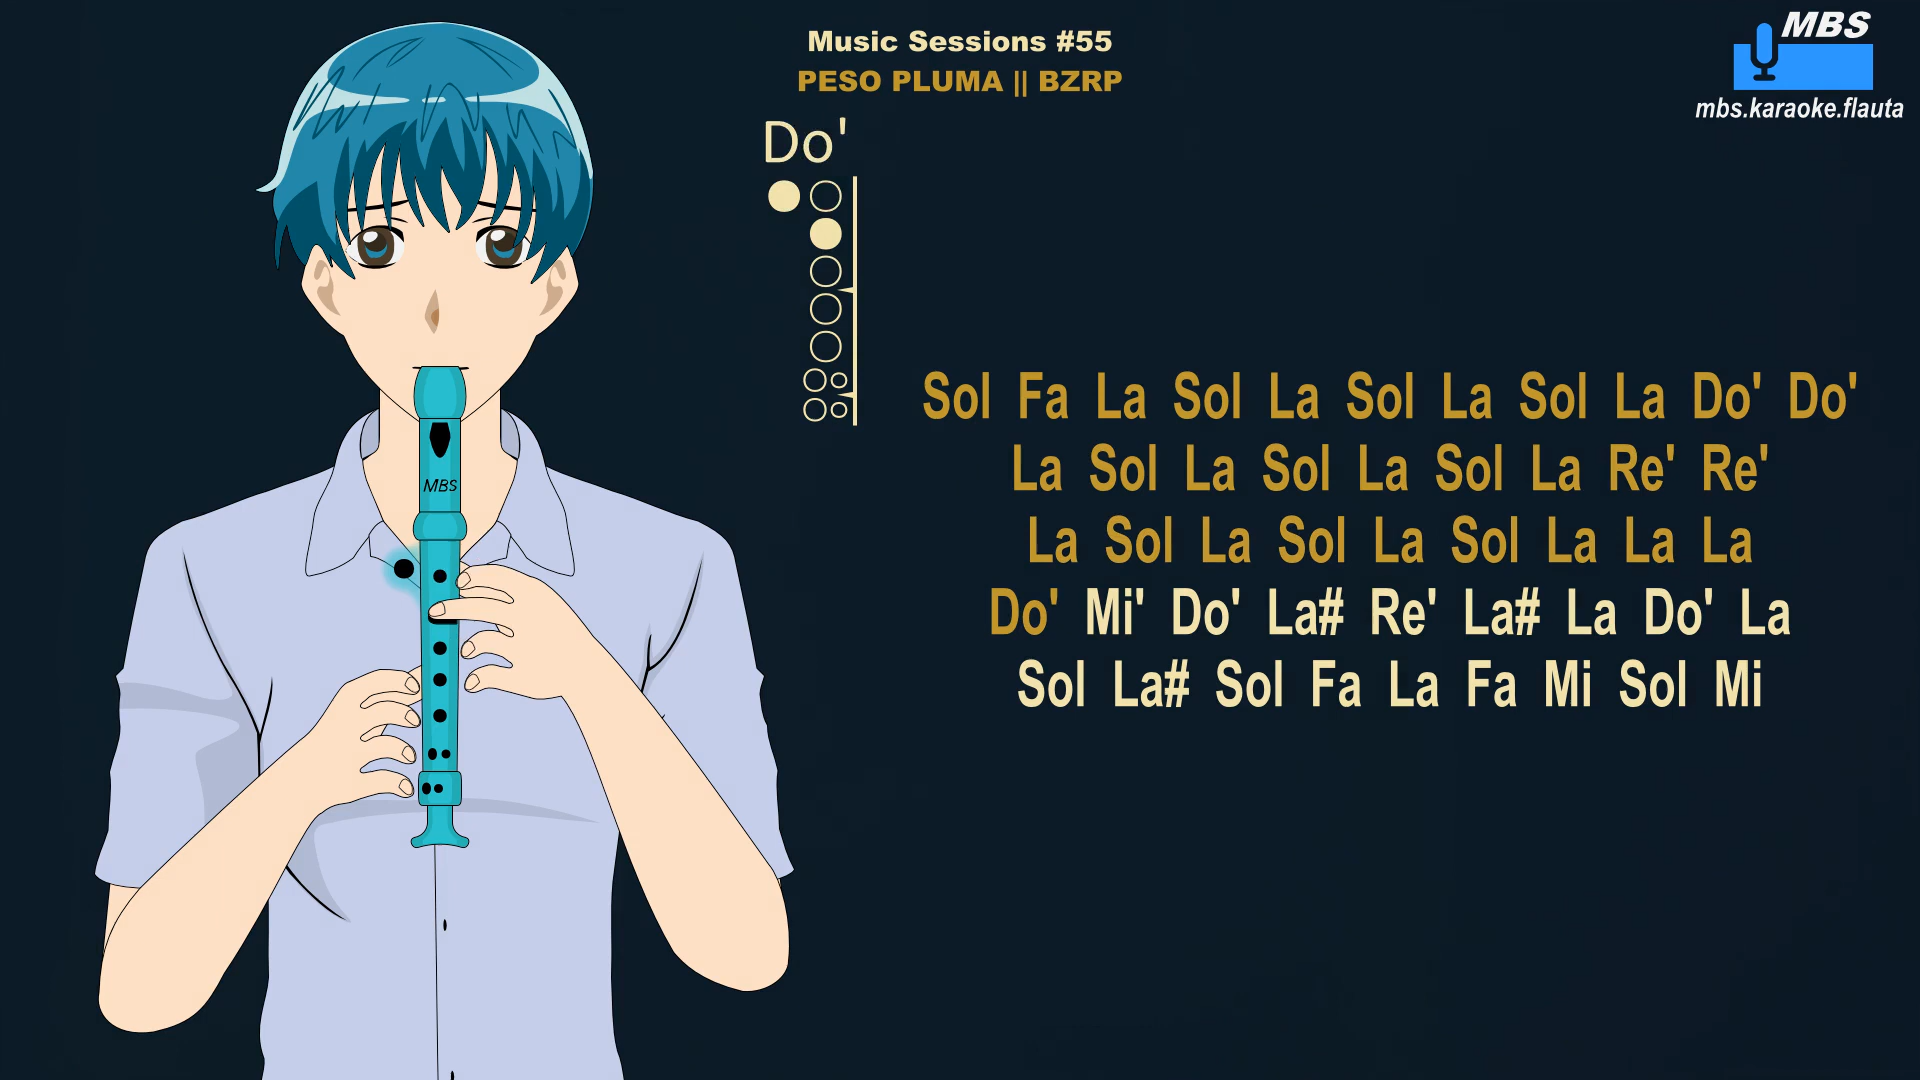 Music Sessions #55
PESO PLUMA || BZRP
MBS
mbs.karaoke.flauta
Do'
Sol Fa La Sol La Sol La Sol La Do' Do'
La Sol La Sol La Sol La Re' Re'
La Sol La Sol La Sol La La La
Do' Mi' Do' La# Re' La# La Do' La
Sol La# Sol Fa La Fa Mi Sol Mi
MBS